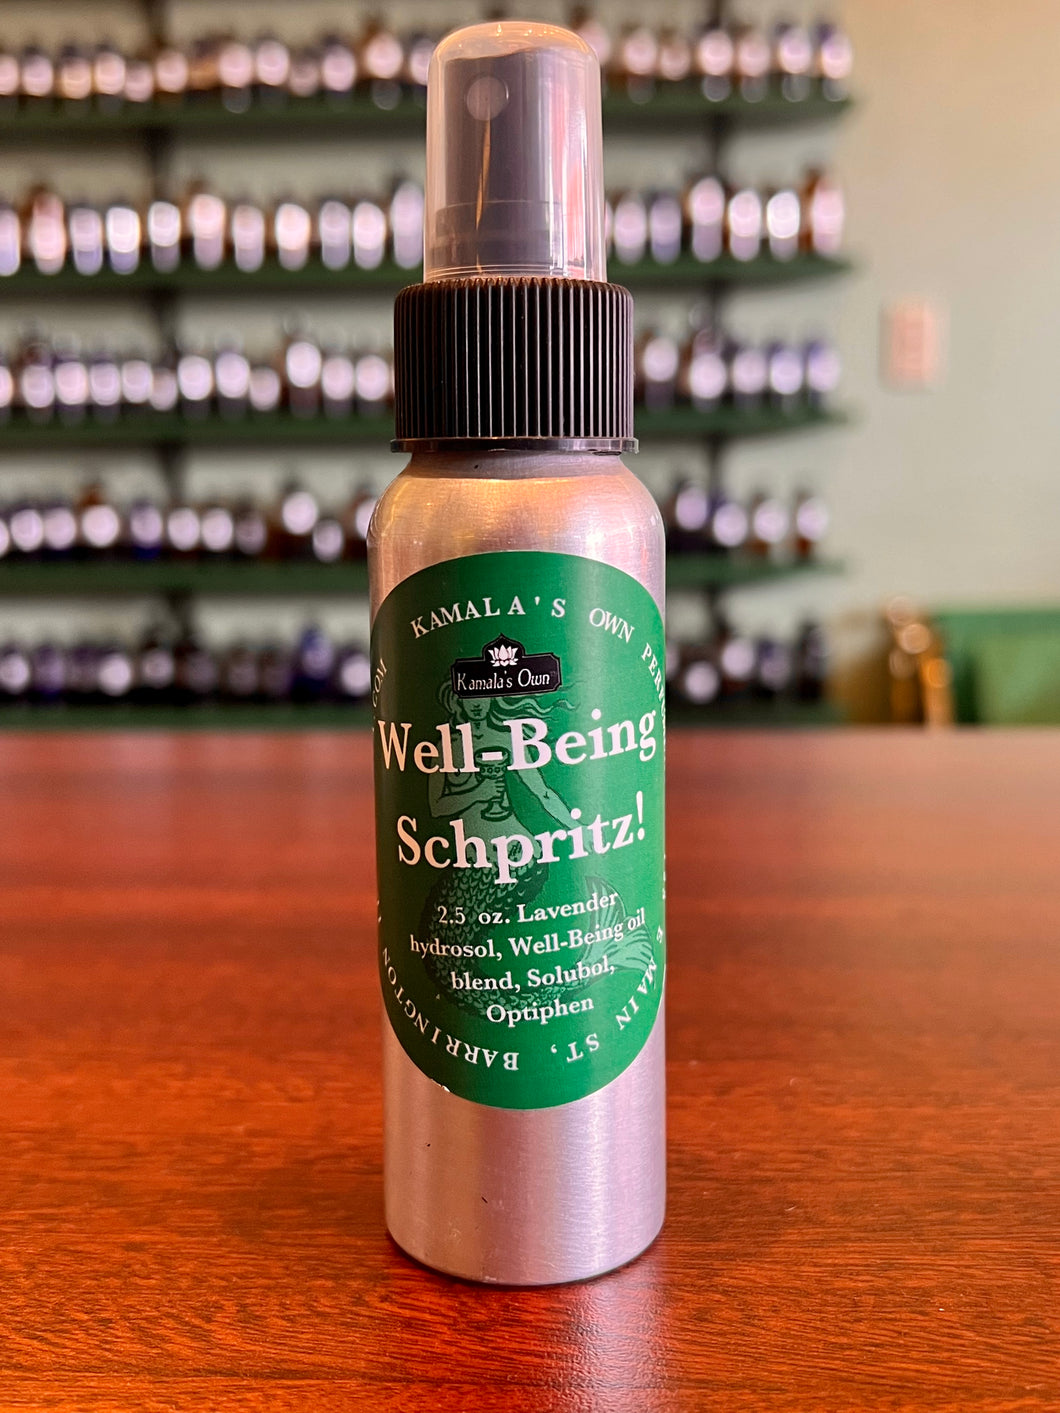 KAMALA'S OWN
Kamala's Own
Well-Being
Schpritz!
2.5 oz. Lavender
hydrosol, Well-Being oil
blend, Solubol,
Optiphen
MAIN ST, BARRINGTON
.COM